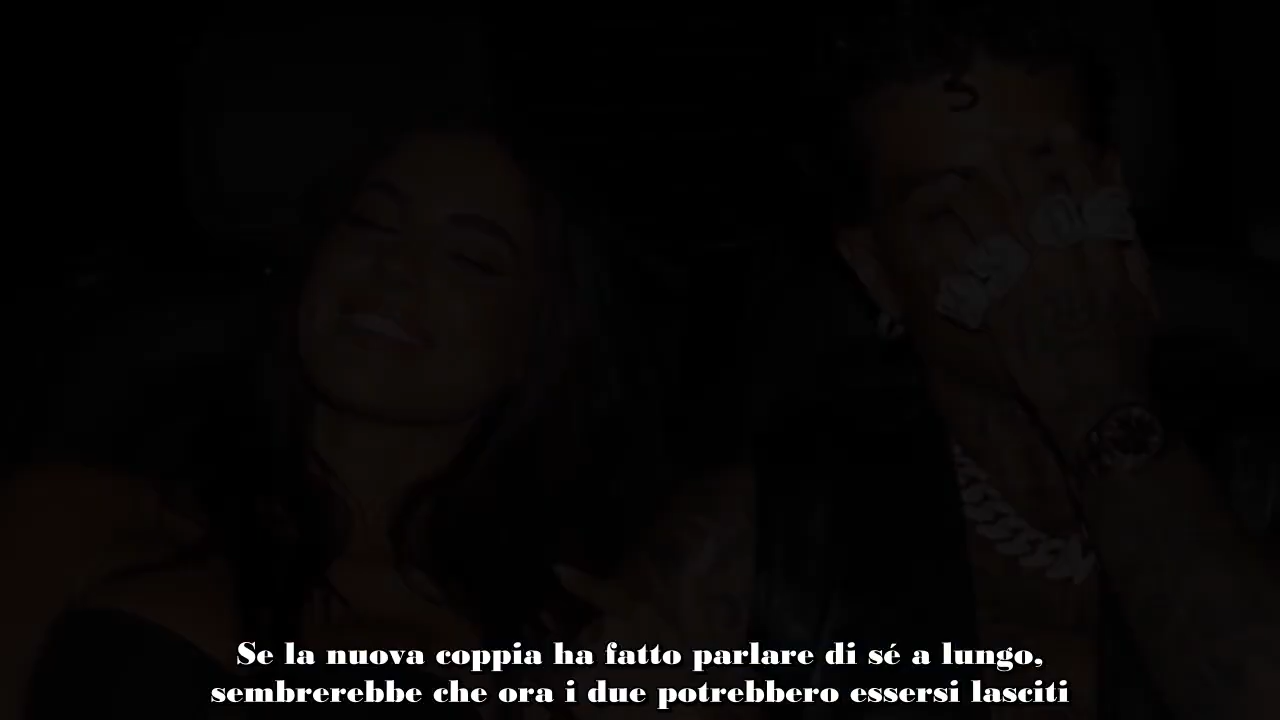 Se la nuova coppia ha fatto parlare di sé a lungo,
sembrerebbe che ora i due potrebbero essersi lasciti